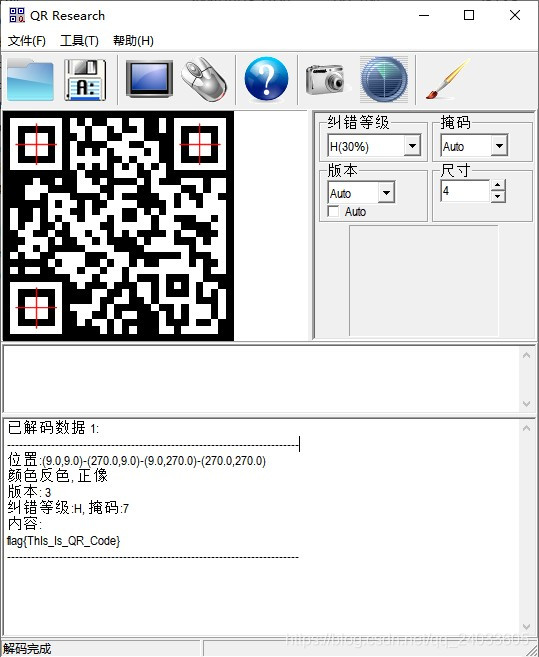 QR Research
文件(F) 工具(T) 帮助(H)
纠错等级 掩码
H(30%) Auto
版本 尺寸
Auto 4
Auto
已解码数据 1:
------------------------------------------------------------------------
位置:(9.0,9.0)-(270.0,9.0)-(9.0,270.0)-(270.0,270.0)
颜色反色, 正像
版本: 3
纠错等级:H, 掩码:7
内容:
flag{ThIs_Is_QR_Code}
------------------------------------------------------------------------
https://blog.csdn.net/qq_24033605
解码完成